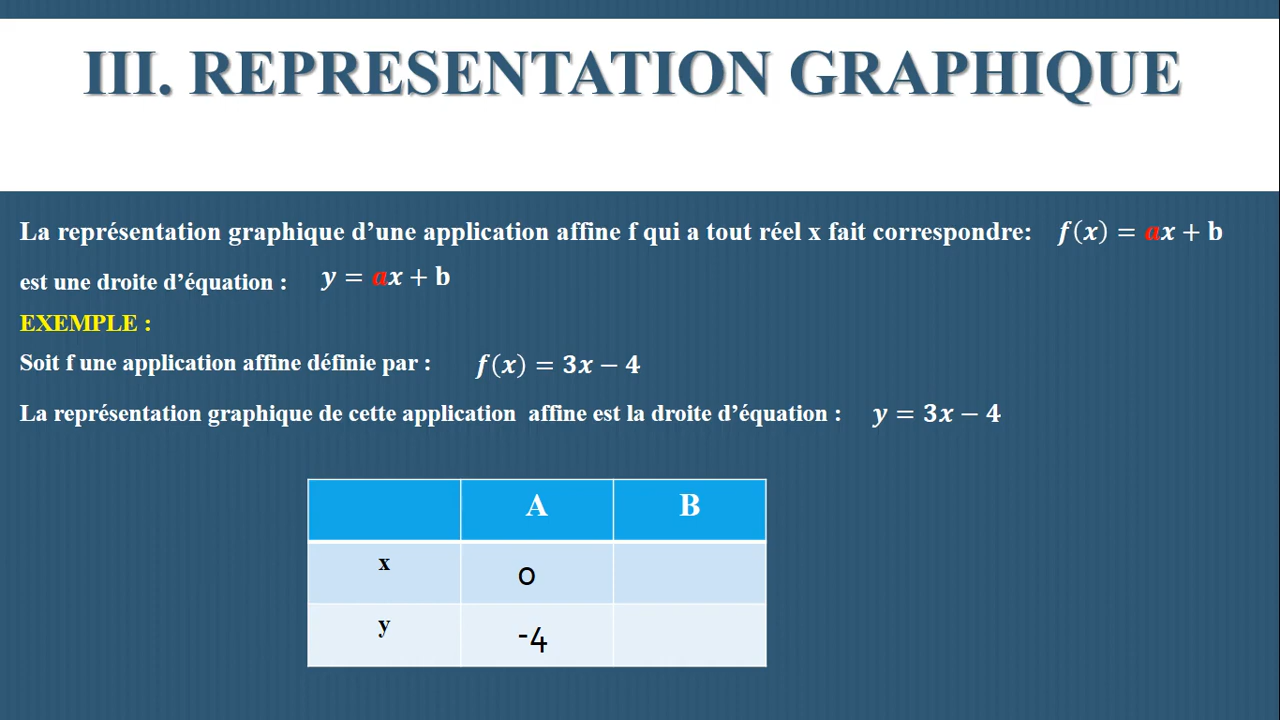 III. REPRESENTATION GRAPHIQUE
La représentation graphique d’une application affine f qui a tout réel x fait correspondre: f(x) = ax + b
est une droite d’équation : y = ax + b
EXEMPLE :
Soit f une application affine définie par : f(x) = 3x − 4
La représentation graphique de cette application affine est la droite d’équation : y = 3x − 4
A B
x 0
y -4